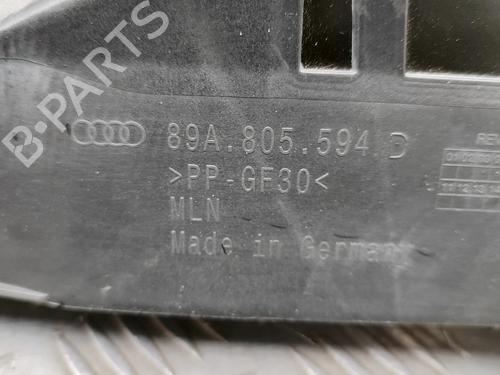 B-PARTS
89A.805.594 D
>PP-GF30<
MLN
Made in Germany